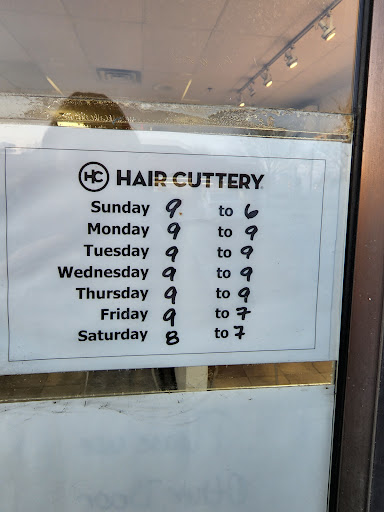 HC HAIR CUTTERY
Sunday 9 to 6
Monday 9 to 9
Tuesday 9 to 9
Wednesday 9 to 9
Thursday 9 to 9
Friday 9 to 7
Saturday 8 to 7